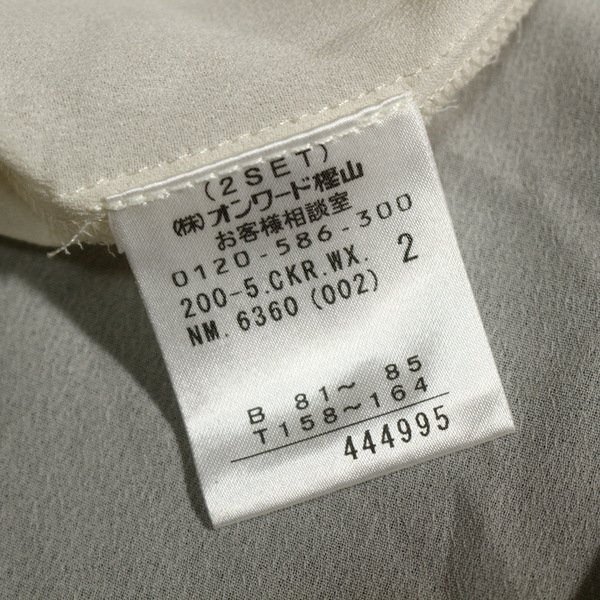 (2SET)
(株)オンワード樫山
お客様相談室
0120-586-300
200-5.CKR.WX. 2
NM.6360(002)
B 81～ 85
T158～164
444995